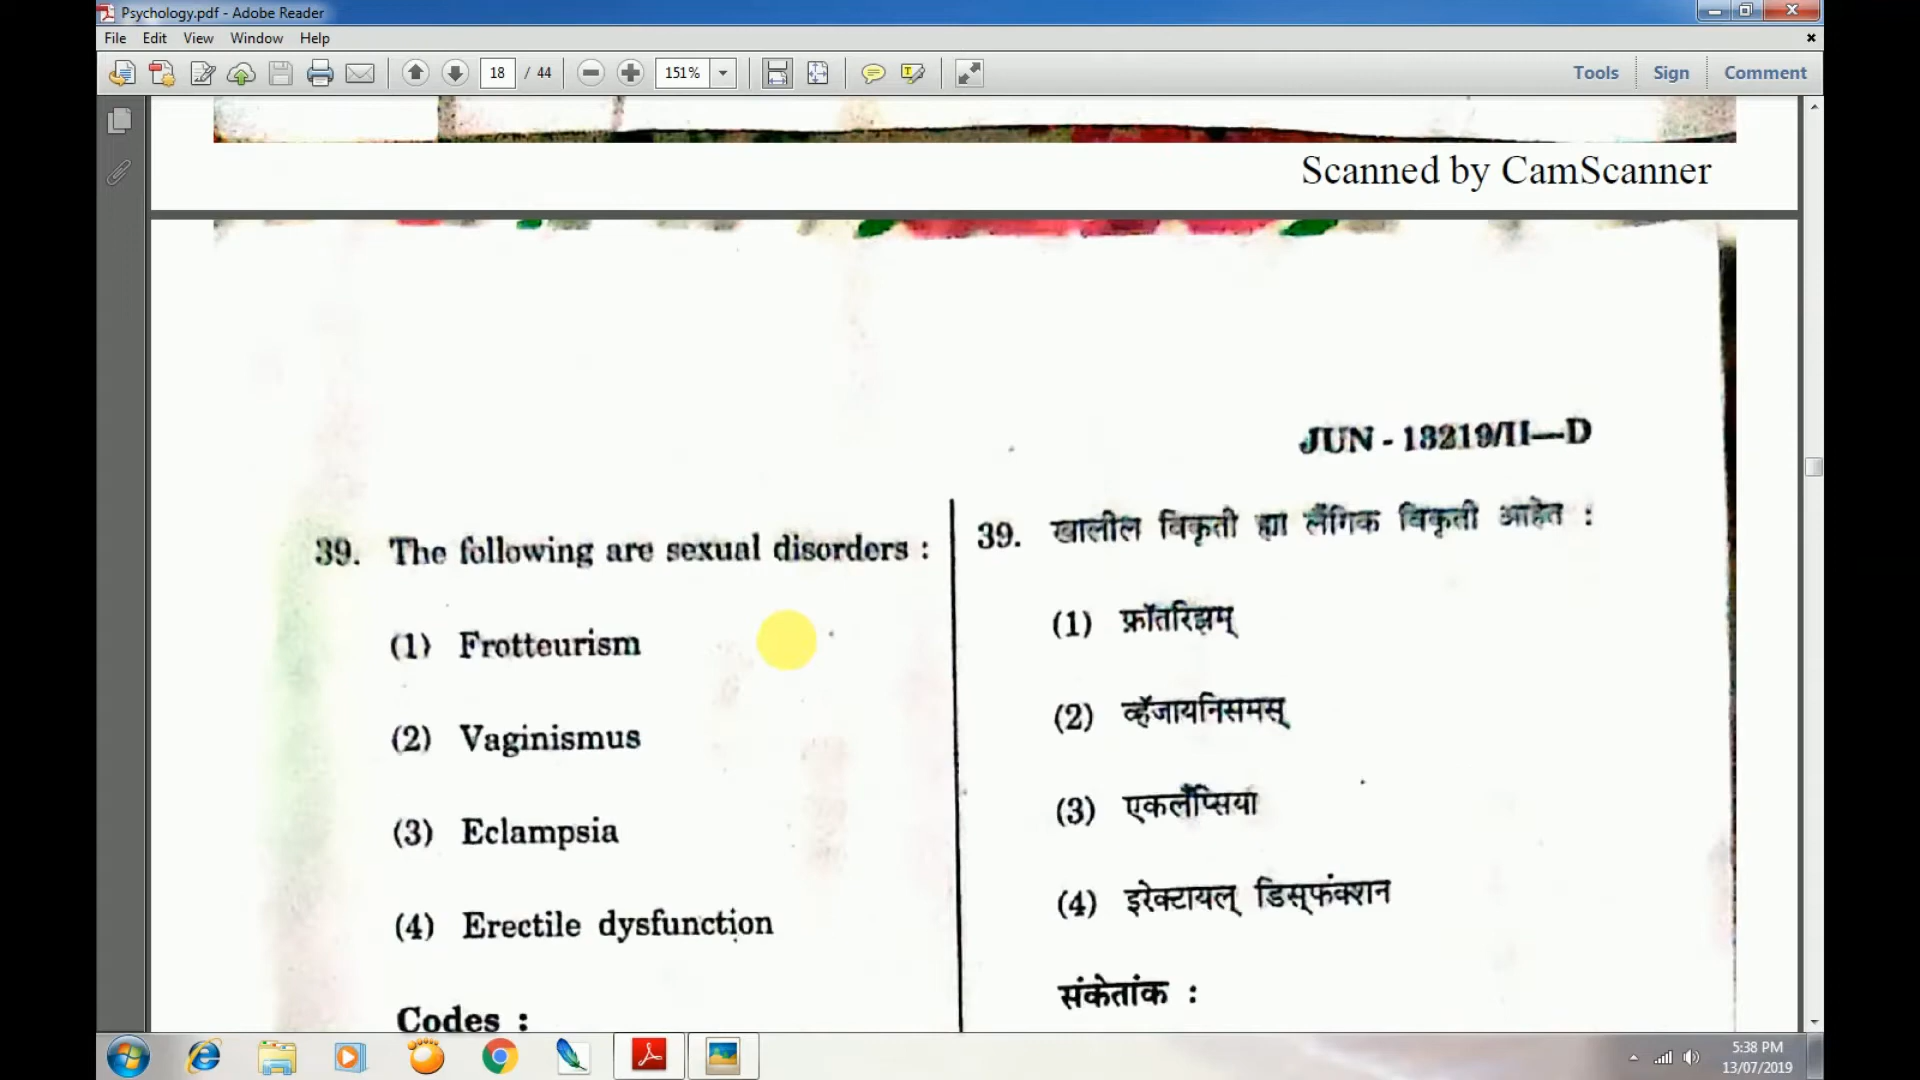 Psychology.pdf - Adobe Reader
File Edit View Window Help
18 / 44 151% Tools Sign Comment
Scanned by CamScanner
JUN - 13219/II—D
39. The following are sexual disorders :
(1) Frotteurism
(2) Vaginismus
(3) Eclampsia
(4) Erectile dysfunction
Codes :
39. खालील विकृती ह्या लैंगिक विकृती आहेत :
(1) फ्रॉतरिझम्
(2) व्हॅजायनिसमस्
(3) एकलॅंप्सिया
(4) इरेक्टायल् डिस्फंक्शन
संकेतांक :
5:38 PM
13/07/2019